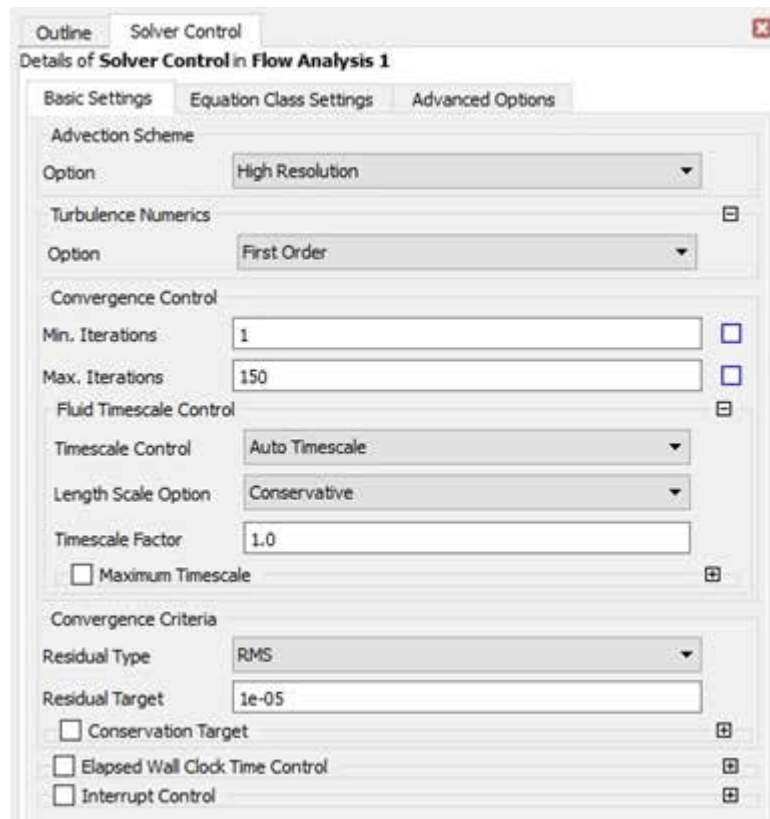 Outline Solver Control
Details of Solver Control in Flow Analysis 1
Basic Settings Equation Class Settings Advanced Options
Advection Scheme
Option High Resolution
Turbulence Numerics
Option First Order
Convergence Control
Min. Iterations 1
Max. Iterations 150
Fluid Timescale Control
Timescale Control Auto Timescale
Length Scale Option Conservative
Timescale Factor 1.0
Maximum Timescale
Convergence Criteria
Residual Type RMS
Residual Target 1e-05
Conservation Target
Elapsed Wall Clock Time Control
Interrupt Control